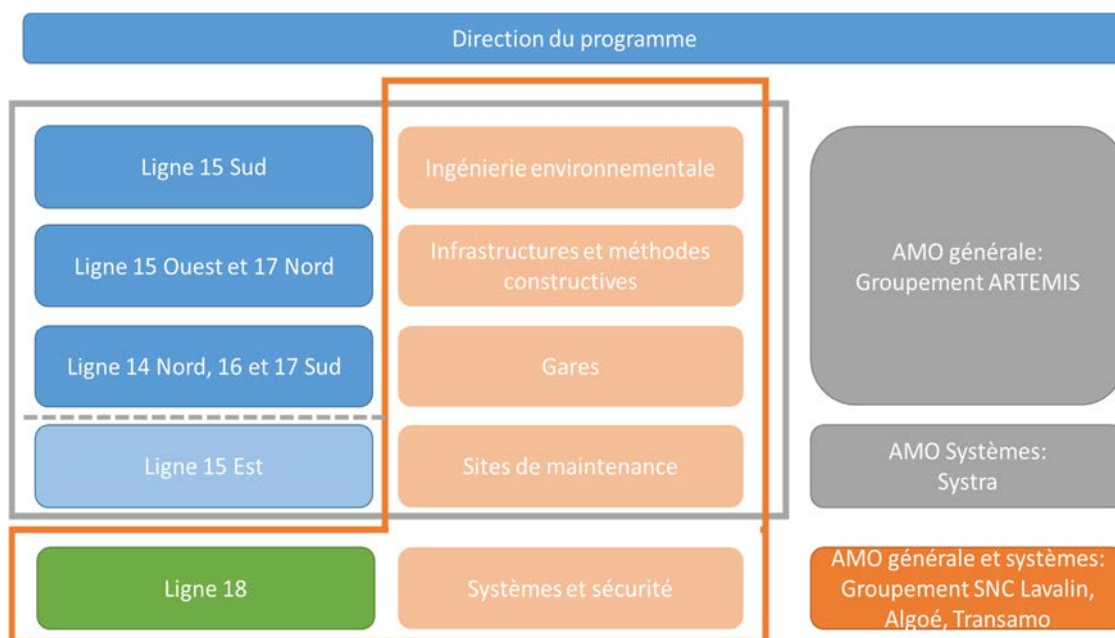 Direction du programme
Ligne 15 Sud
Ligne 15 Ouest et 17 Nord
Ligne 14 Nord, 16 et 17 Sud
Ligne 15 Est
Ligne 18
Ingénierie environnementale
Infrastructures et méthodes
constructives
Gares
Sites de maintenance
Systèmes et sécurité
AMO générale:
Groupement ARTEMIS
AMO Systèmes:
Systra
AMO générale et systèmes:
Groupement SNC Lavalin,
Algoé, Transamo